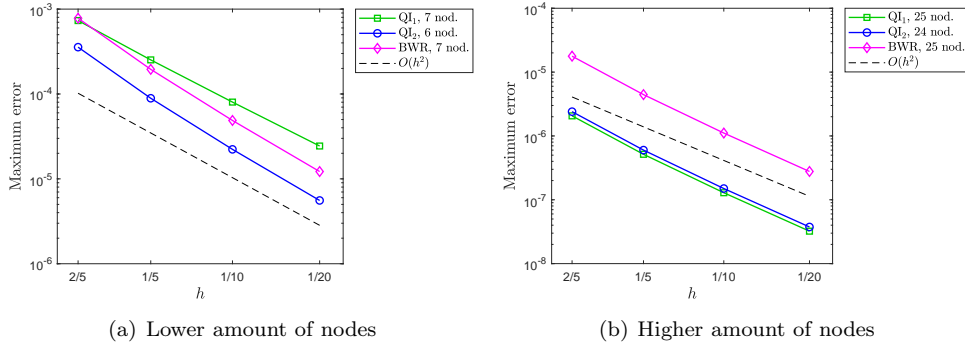 10^{-3}
10^{-4}
10^{-5}
10^{-6}
Maximum error
2/5 1/5 1/10 1/20
h
QI₁, 7 nod.
QI₂, 6 nod.
BWR, 7 nod.
O(h²)
(a) Lower amount of nodes
10^{-4}
10^{-5}
10^{-6}
10^{-7}
10^{-8}
Maximum error
2/5 1/5 1/10 1/20
h
QI₁, 25 nod.
QI₂, 24 nod.
BWR, 25 nod.
O(h²)
(b) Higher amount of nodes